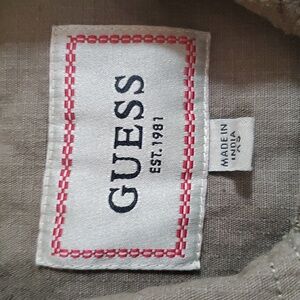 GUESS
EST. 1981
MADE IN
INDIA
XS